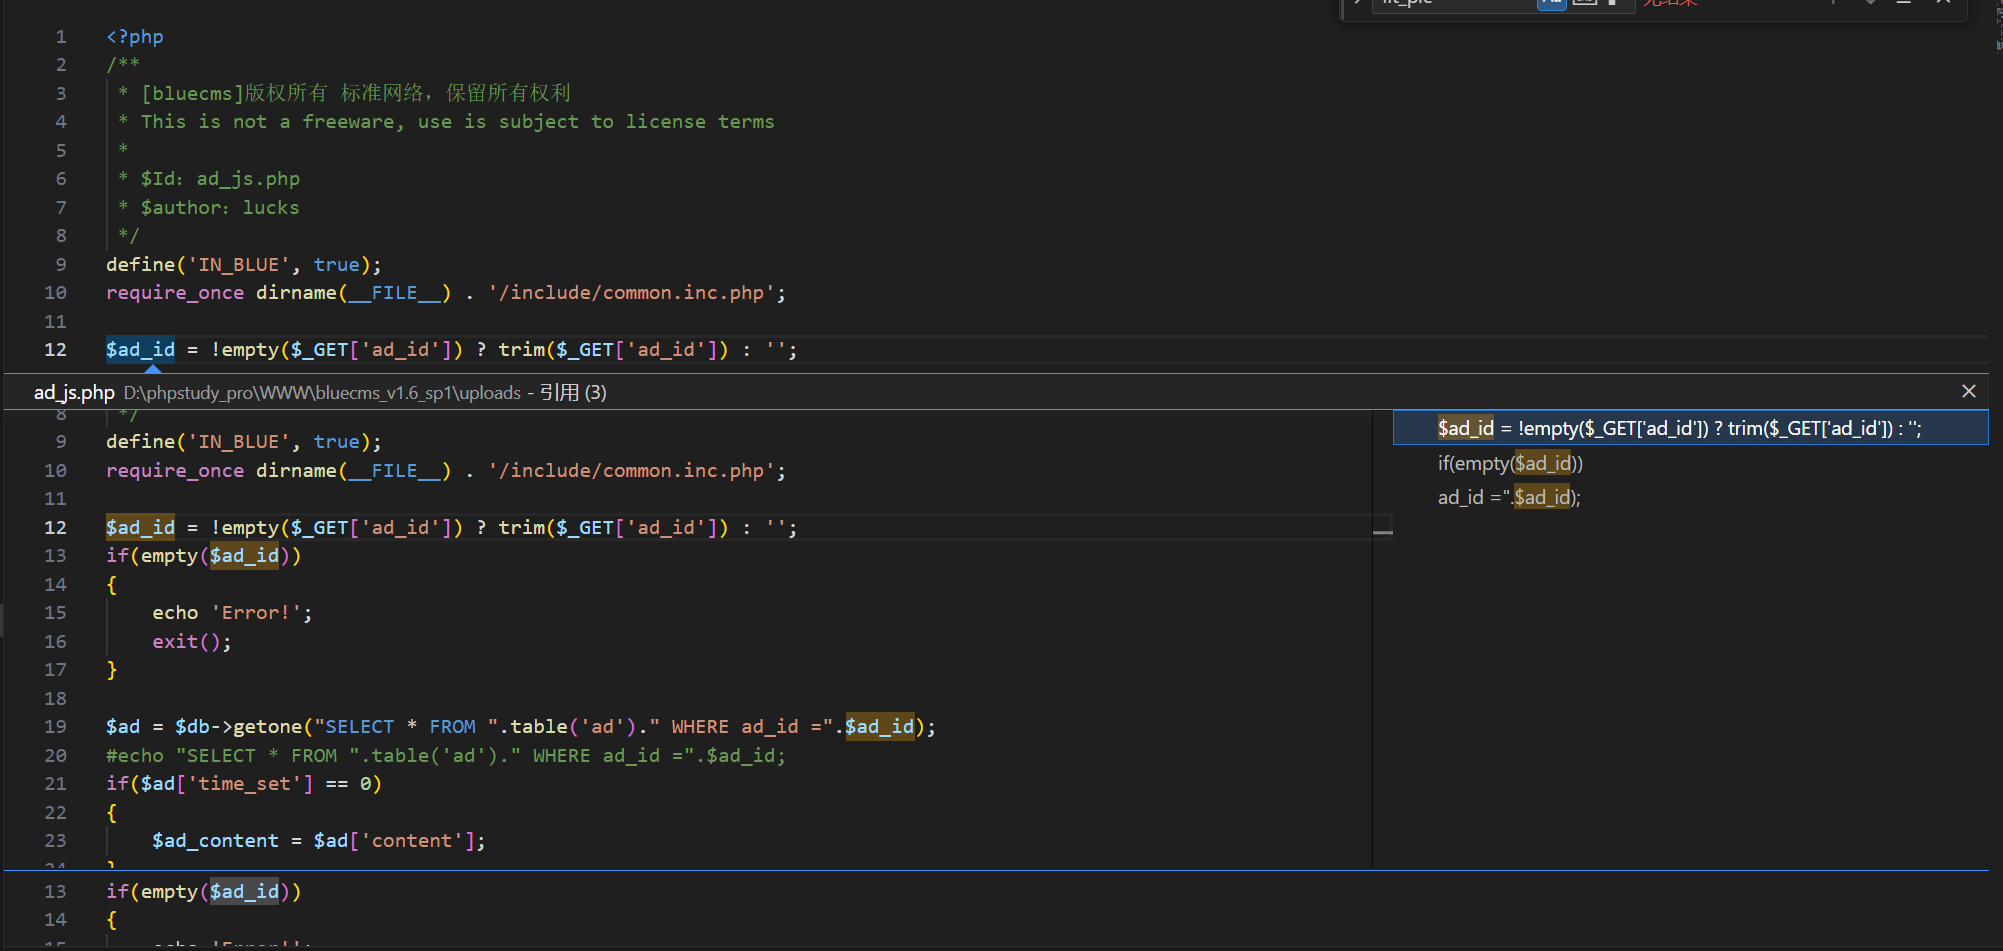 1 <?php
2 /**
3  * [bluecms]版权所有 标准网络，保留所有权利
4  * This is not a freeware, use is subject to license terms
5  *
6  * $Id：ad_js.php
7  * $author：lucks
8  */
9 define('IN_BLUE', true);
10 require_once dirname(__FILE__) . '/include/common.inc.php';
11
12 $ad_id = !empty($_GET['ad_id']) ? trim($_GET['ad_id']) : '';
ad_js.php D:\phpstudy_pro\WWW\bluecms_v1.6_sp1\uploads - 引用 (3)
8  */
9 define('IN_BLUE', true);
10 require_once dirname(__FILE__) . '/include/common.inc.php';
11
12 $ad_id = !empty($_GET['ad_id']) ? trim($_GET['ad_id']) : '';
13 if(empty($ad_id))
14 {
15     echo 'Error!';
16     exit();
17 }
18
19 $ad = $db->getone("SELECT * FROM ".table('ad')." WHERE ad_id =".$ad_id);
20 #echo "SELECT * FROM ".table('ad')." WHERE ad_id =".$ad_id;
21 if($ad['time_set'] == 0)
22 {
23     $ad_content = $ad['content'];
24 }
$ad_id = !empty($_GET['ad_id']) ? trim($_GET['ad_id']) : '';
if(empty($ad_id))
ad_id =".$ad_id);
13 if(empty($ad_id))
14 {
15     echo 'Error!';